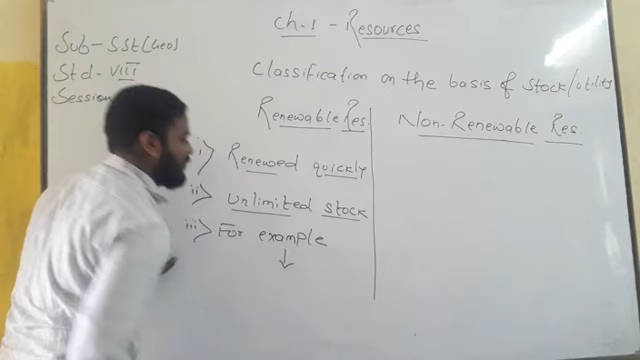 Ch.1 - Resources
Sub - SSt (Geo)
Std - VIII
Session
Classification on the basis of Stock/utility
Renewable Res.
i> Renewed quickly
ii> Unlimited stock
iii> For example
↓
Non-Renewable Res.